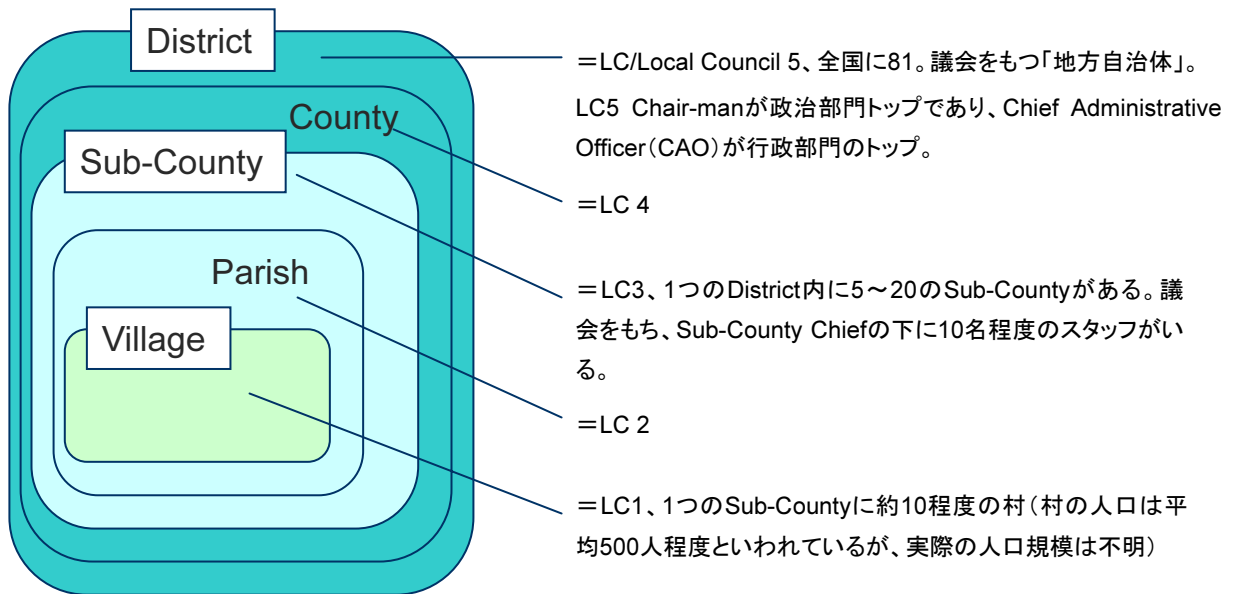 District
=LC/Local Council 5、全国に81。議会をもつ「地方自治体」。
LC5 Chair-manが政治部門トップであり、Chief Administrative
Officer(CAO)が行政部門のトップ。
County
Sub-County
=LC 4
Parish
=LC3、1つのDistrict内に5~20のSub-Countyがある。議
会をもち、Sub-County Chiefの下に10名程度のスタッフがい
る。
Village
=LC 2
=LC1、1つのSub-Countyに約10程度の村(村の人口は平
均500人程度といわれているが、実際の人口規模は不明)